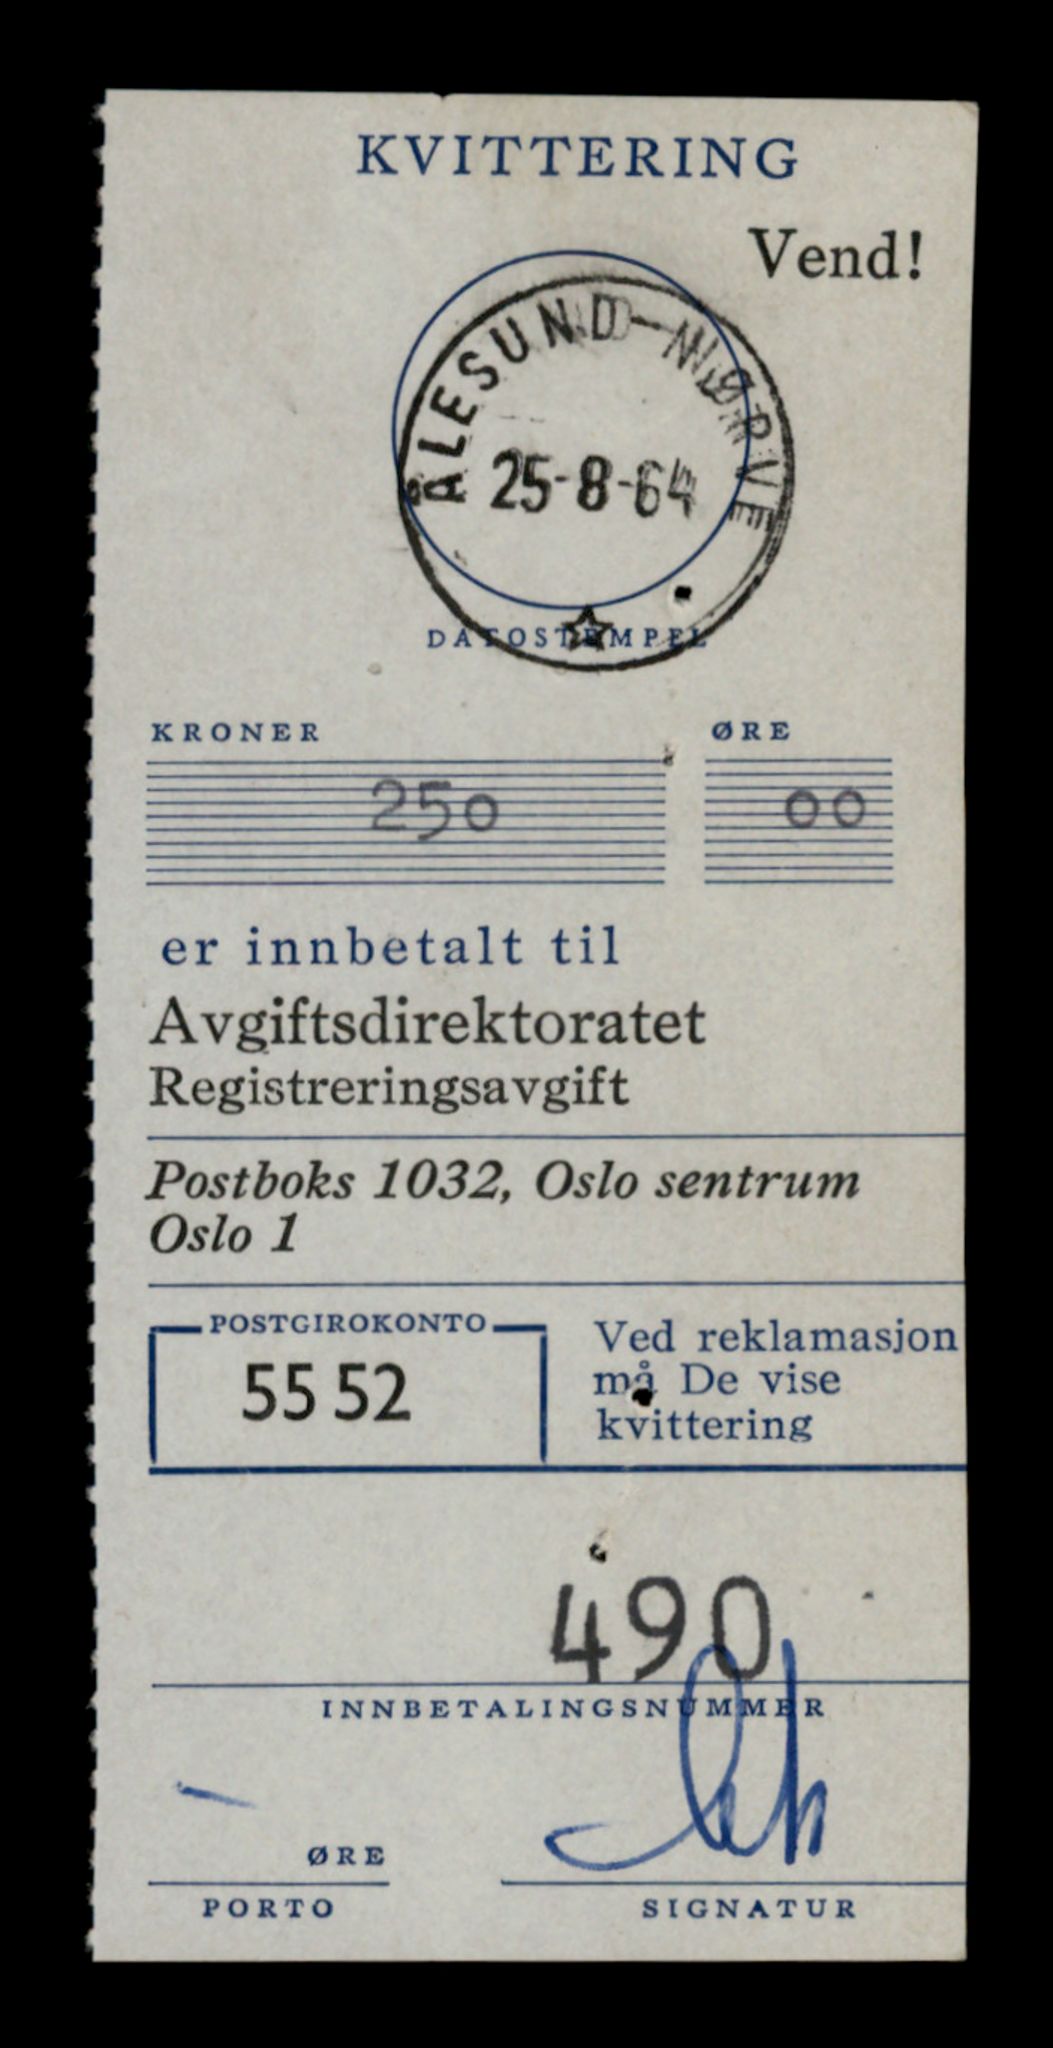 KVITTERING
Vend!
ÅLESUND-NØRVE
25-8-64
DATOSTEMPEL
KRONER ØRE
250 00
er innbetalt til
Avgiftsdirektoratet
Registreringsavgift
Postboks 1032, Oslo sentrum
Oslo 1
POSTGIROKONTO
55 52
Ved reklamasjon
må De vise
kvittering
490
INNBETALINGSNUMMER
ØRE
PORTO
SIGNATUR